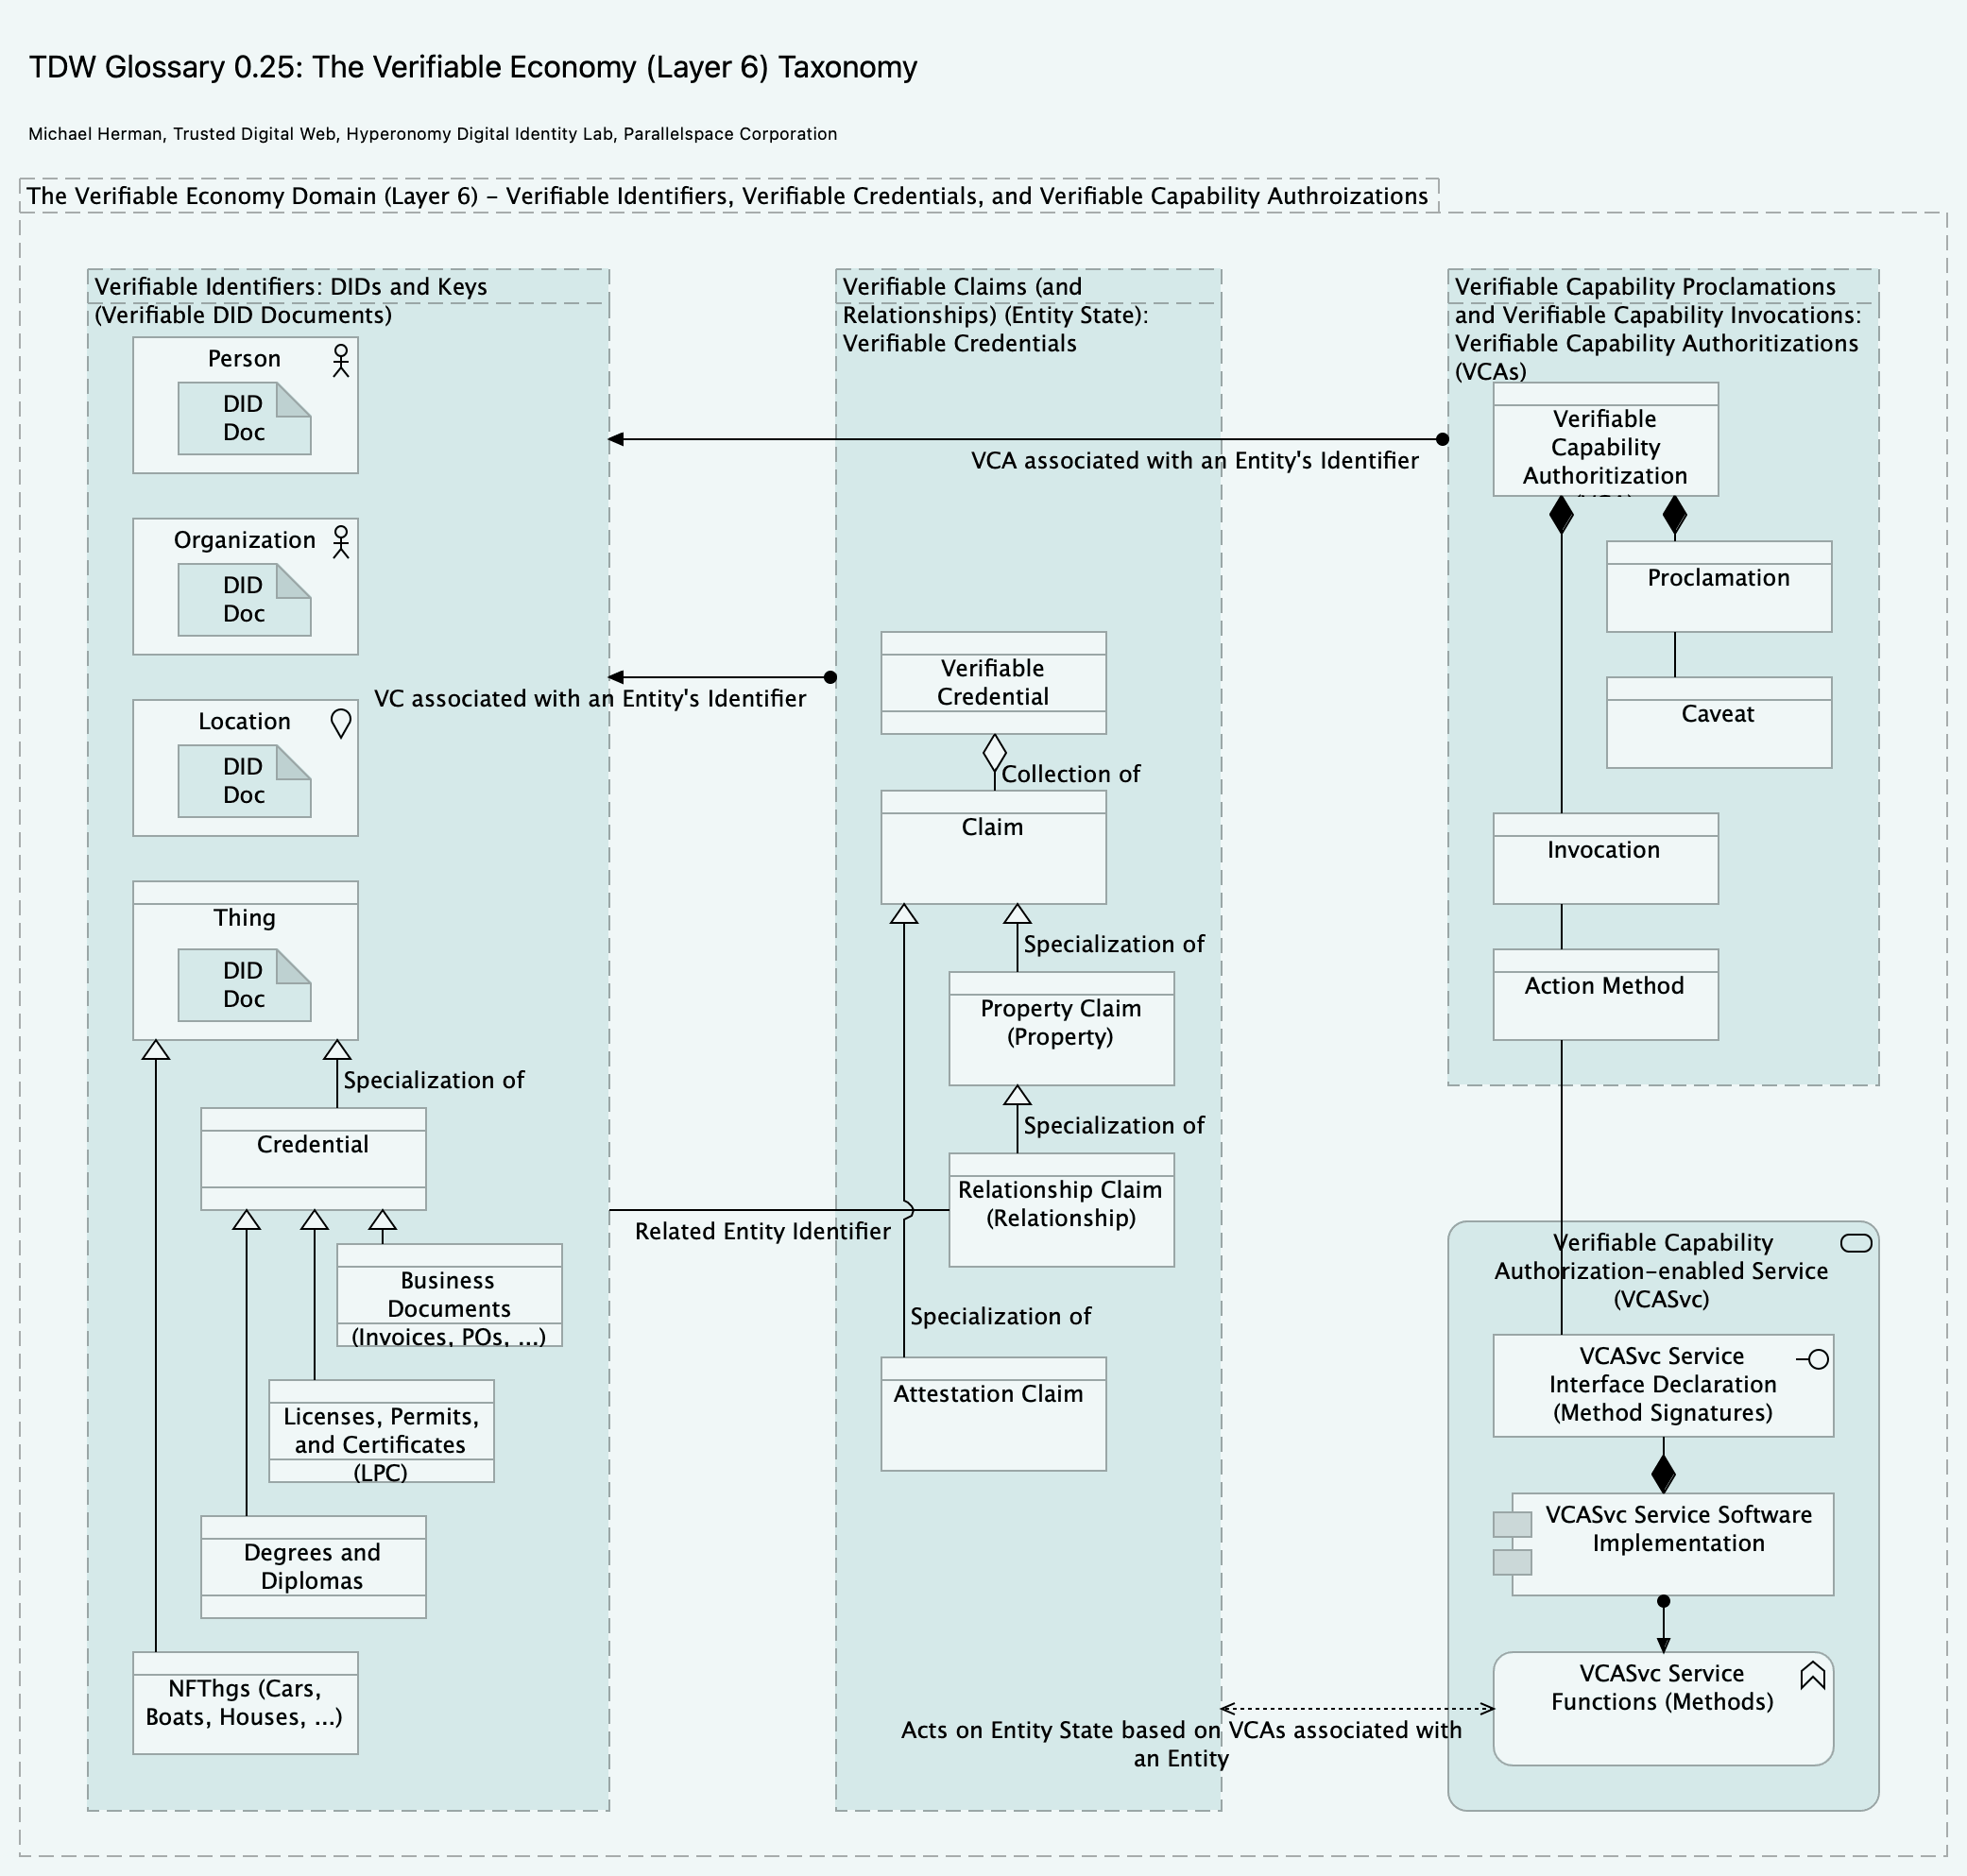 TDW Glossary 0.25: The Verifiable Economy (Layer 6) Taxonomy
Michael Herman, Trusted Digital Web, Hyperonomy Digital Identity Lab, Parallelspace Corporation
The Verifiable Economy Domain (Layer 6) - Verifiable Identifiers, Verifiable Credentials, and Verifiable Capability Authroizations
Verifiable Identifiers: DIDs and Keys
(Verifiable DID Documents)
Person
DID
Doc
Organization
DID
Doc
Location
DID
Doc
Thing
DID
Doc
Specialization of
Credential
Business
Documents
(Invoices, POs, ...)
Licenses, Permits,
and Certificates
(LPC)
Degrees and
Diplomas
NFThgs (Cars,
Boats, Houses, ...)
VCA associated with an Entity's Identifier
VC associated with an Entity's Identifier
Related Entity Identifier
Verifiable Claims (and
Relationships) (Entity State):
Verifiable Credentials
Verifiable
Credential
Collection of
Claim
Specialization of
Property Claim
(Property)
Specialization of
Relationship Claim
(Relationship)
Specialization of
Attestation Claim
Acts on Entity State based on VCAs associated with
an Entity
Verifiable Capability Proclamations
and Verifiable Capability Invocations:
Verifiable Capability Authoritizations
(VCAs)
Verifiable
Capability
Authoritization
Proclamation
Caveat
Invocation
Action Method
Verifiable Capability
Authorization-enabled Service
(VCASvc)
VCASvc Service
Interface Declaration
(Method Signatures)
VCASvc Service Software
Implementation
VCASvc Service
Functions (Methods)